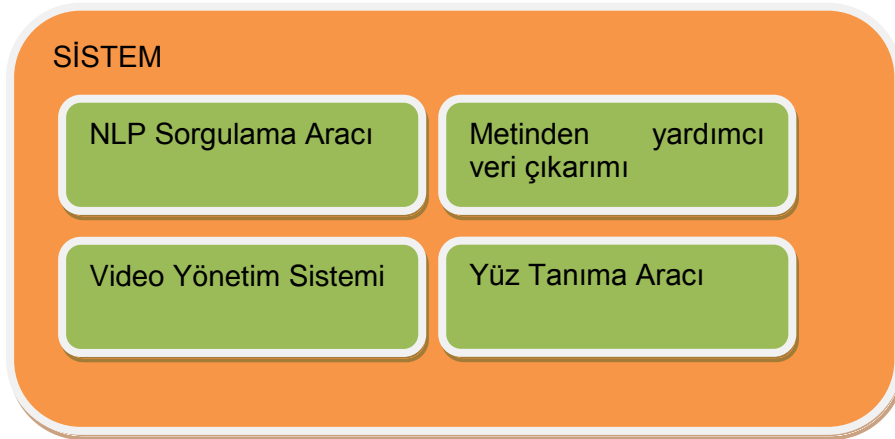 SİSTEM
NLP Sorgulama Aracı
Metinden yardımcı
veri çıkarımı
Video Yönetim Sistemi
Yüz Tanıma Aracı